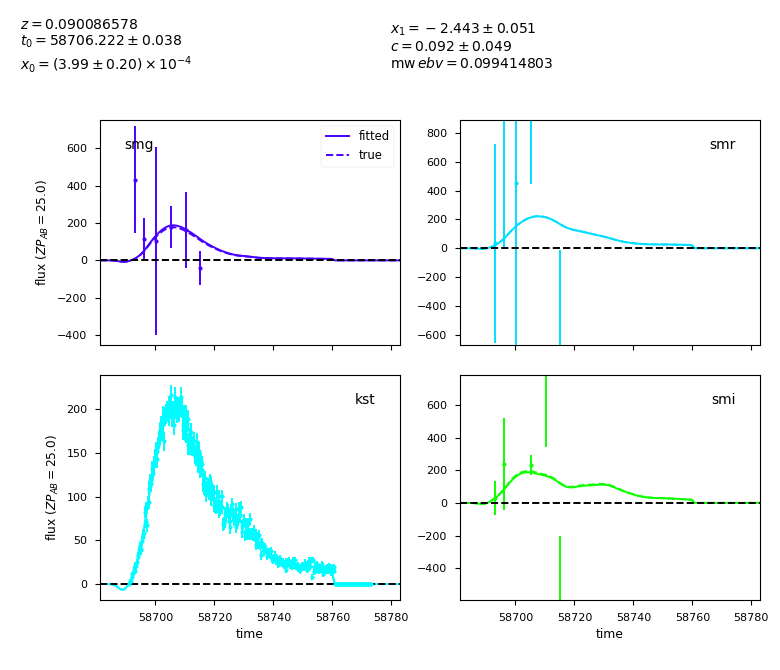 z = 0.090086578
t₀ = 58706.222 ± 0.038
x₀ = (3.99 ± 0.20) × 10⁻⁴
x₁ = −2.443 ± 0.051
c = 0.092 ± 0.049
mw ebv = 0.099414803
smg
fitted
true
600
400
200
0
−200
−400
flux (ZP_AB = 25.0)
smr
800
600
400
200
0
−200
−400
−600
kst
200
150
100
50
0
flux (ZP_AB = 25.0)
58700 58720 58740 58760 58780
time
smi
600
400
200
0
−200
−400
58700 58720 58740 58760 58780
time